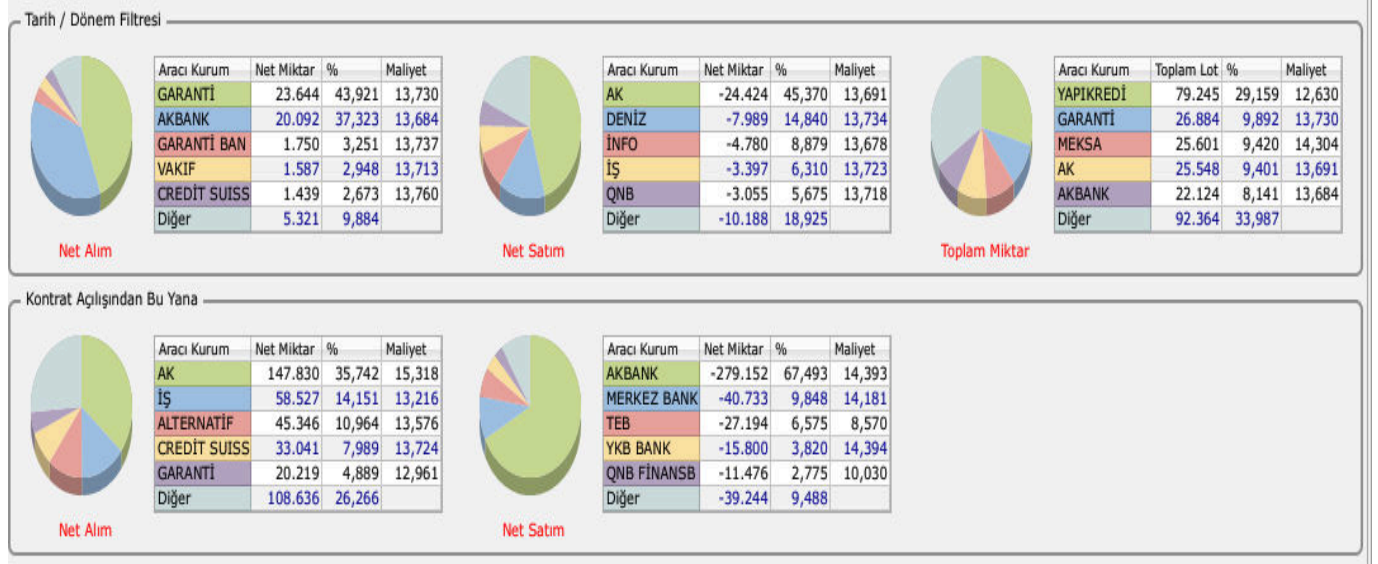 Tarih / Dönem Filtresi
Aracı Kurum Net Miktar % Maliyet
GARANTİ 23.644 43,921 13,730
AKBANK 20.092 37,323 13,684
GARANTİ BAN 1.750 3,251 13,737
VAKIF 1.587 2,948 13,713
CREDİT SUISS 1.439 2,673 13,760
Diğer 5.321 9,884
Net Alım
Aracı Kurum Net Miktar % Maliyet
AK -24.424 45,370 13,691
DENİZ -7.989 14,840 13,734
İNFO -4.780 8,879 13,678
İŞ -3.397 6,310 13,723
QNB -3.055 5,675 13,718
Diğer -10.188 18,925
Net Satım
Aracı Kurum Toplam Lot % Maliyet
YAPIKREDİ 79.245 29,159 12,630
GARANTİ 26.884 9,892 13,730
MEKSA 25.601 9,420 14,304
AK 25.548 9,401 13,691
AKBANK 22.124 8,141 13,684
Diğer 92.364 33,987
Toplam Miktar
Kontrat Açılışından Bu Yana
Aracı Kurum Net Miktar % Maliyet
AK 147.830 35,742 15,318
İŞ 58.527 14,151 13,216
ALTERNATİF 45.346 10,964 13,576
CREDİT SUISS 33.041 7,989 13,724
GARANTİ 20.219 4,889 12,961
Diğer 108.636 26,266
Net Alım
Aracı Kurum Net Miktar % Maliyet
AKBANK -279.152 67,493 14,393
MERKEZ BANK -40.733 9,848 14,181
TEB -27.194 6,575 8,570
YKB BANK -15.800 3,820 14,394
QNB FİNANSB -11.476 2,775 10,030
Diğer -39.244 9,488
Net Satım